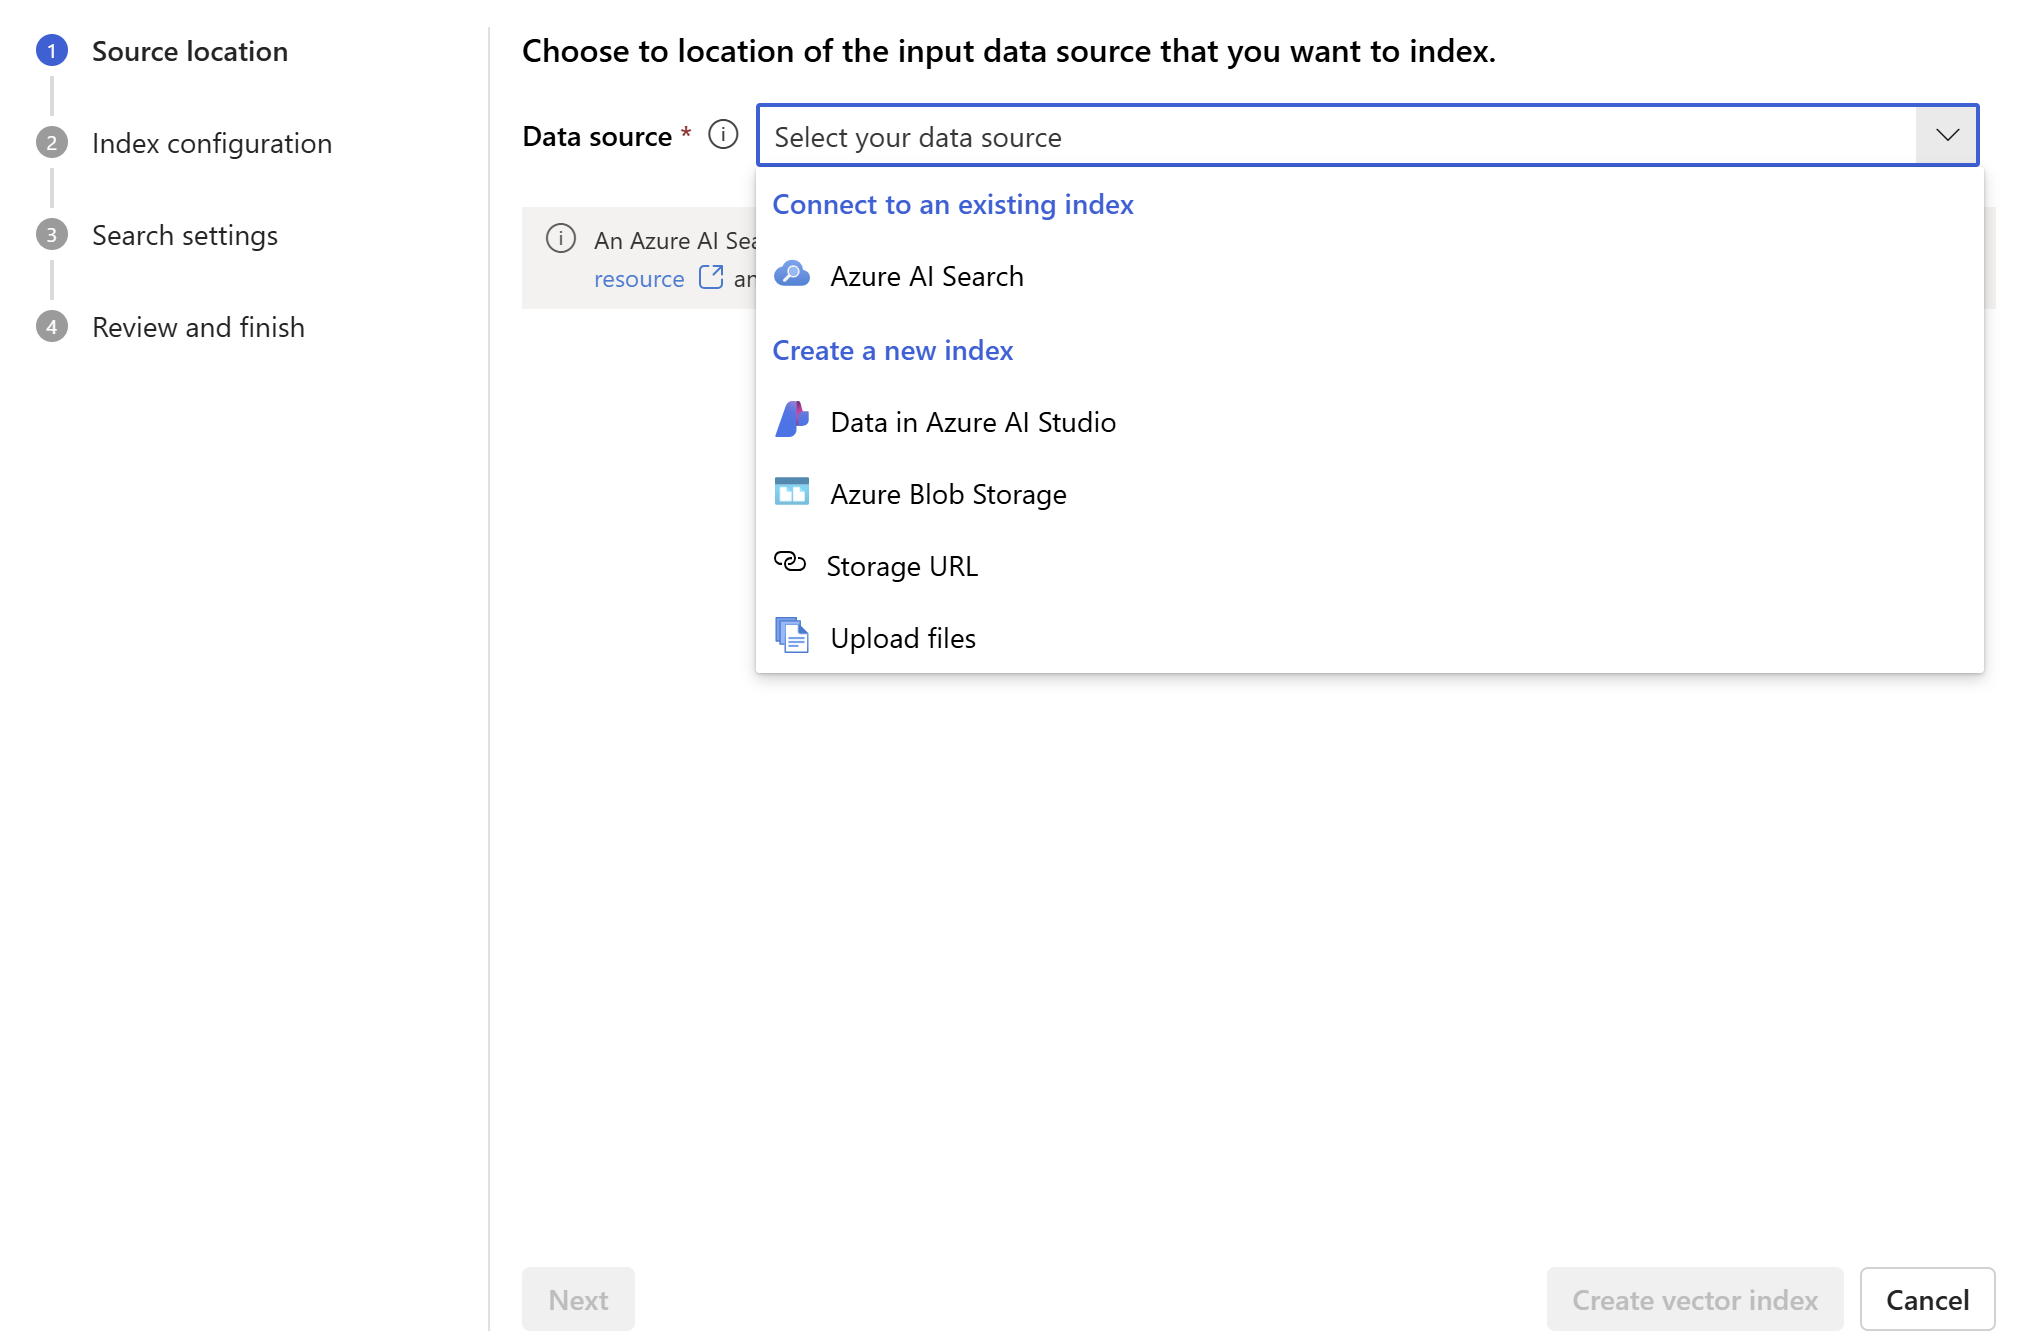 1 Source location
2 Index configuration
3 Search settings
4 Review and finish
Choose to location of the input data source that you want to index.
Data source *
Select your data source
Connect to an existing index
Azure AI Search
Create a new index
Data in Azure AI Studio
Azure Blob Storage
Storage URL
Upload files
An Azure AI
resource
Next
Create vector index
Cancel